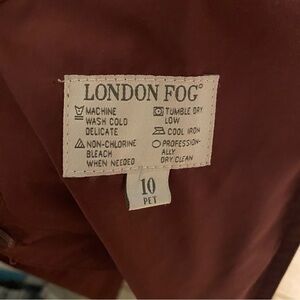 LONDON FOG®
MACHINE
WASH COLD
DELICATE
NON-CHLORINE
BLEACH
WHEN NEEDED
TUMBLE DRY
LOW
COOL IRON
PROFESSION-
ALLY
DRY CLEAN
10
PET